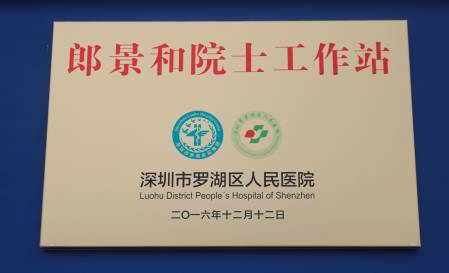 郎景和院士工作站
深圳市罗湖区人民医院
Luohu District People's Hospital of Shenzhen
二〇一六年十二月十二日